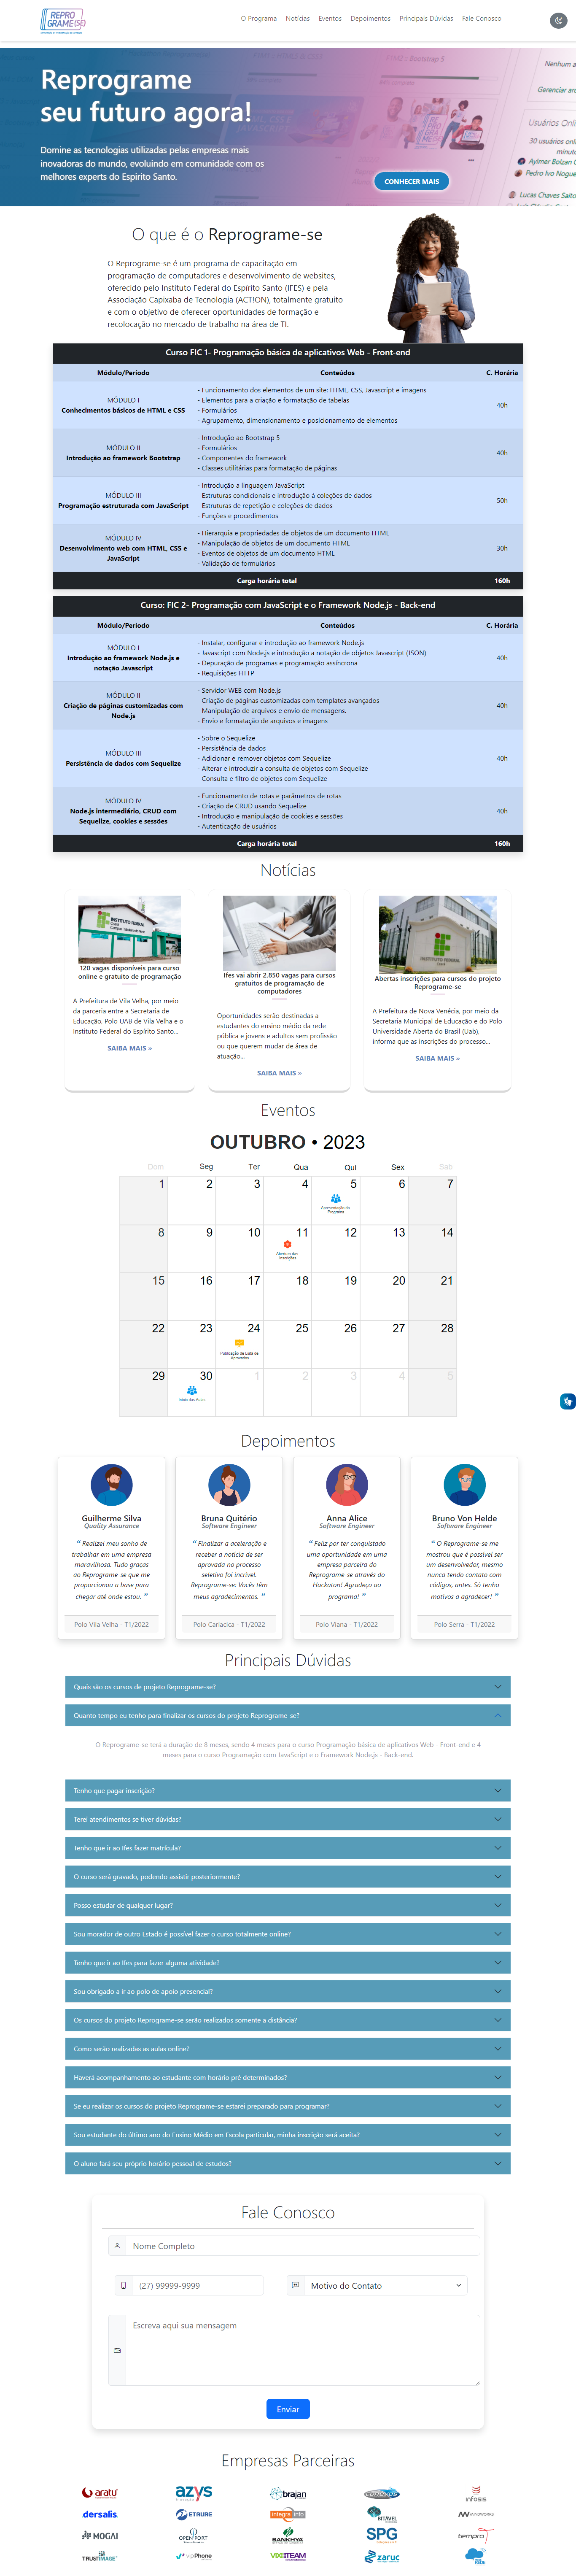 REPRO
GRAME(SE)
O Programa
Notícias
Eventos
Depoimentos
Principais Dúvidas
Fale Conosco
Reprograme
seu futuro agora!
Domine as tecnologias utilizadas pelas empresas mais
inovadoras do mundo, evoluindo em comunidade com os
melhores experts do Espirito Santo.
CONHECER MAIS
O que é o Reprograme-se
O Reprograme-se é um programa de capacitação em
programação de computadores e desenvolvimento de websites,
oferecido pelo Instituto Federal do Espírito Santo (IFES) e pela
Associação Capixaba de Tecnologia (ACT!ON), totalmente gratuito
e com o objetivo de oferecer oportunidades de formação e
recolocação no mercado de trabalho na área de TI.
Curso FIC 1- Programação básica de aplicativos Web - Front-end
Módulo/Período Conteúdos C. Horária
MÓDULO I
Conhecimentos básicos de HTML e CSS
- Funcionamento dos elementos de um site: HTML, CSS, Javascript e imagens
- Elementos para a criação e formatação de tabelas
- Formulários
- Agrupamento, dimensionamento e posicionamento de elementos
40h
MÓDULO II
Introdução ao framework Bootstrap
- Introdução ao Bootstrap 5
- Formulários
- Componentes do framework
- Classes utilitárias para formatação de páginas
40h
MÓDULO III
Programação estruturada com JavaScript
- Introdução a linguagem JavaScript
- Estruturas condicionais e introdução à coleções de dados
- Estruturas de repetição e coleções de dados
- Funções e procedimentos
50h
MÓDULO IV
Desenvolvimento web com HTML, CSS e
JavaScript
- Hierarquia e propriedades de objetos de um documento HTML
- Manipulação de objetos de um documento HTML
- Eventos de objetos de um documento HTML
- Validação de formulários
30h
Carga horária total 160h
Curso: FIC 2- Programação com JavaScript e o Framework Node.js - Back-end
Módulo/Período Conteúdos C. Horária
MÓDULO I
Introdução ao framework Node.js e
notação Javascript
- Instalar, configurar e introdução ao framework Node.js
- Javascript com Node.js e introdução a notação de objetos Javascript (JSON)
- Depuração de programas e programação assíncrona
- Requisições HTTP
40h
MÓDULO II
Criação de páginas customizadas com
Node.js
- Servidor WEB com Node.js
- Criação de páginas customizadas com templates avançados
- Manipulação de arquivos e envio de mensagens.
- Envio e formatação de arquivos e imagens
40h
MÓDULO III
Persistência de dados com Sequelize
- Sobre o Sequelize
- Persistência de dados
- Adicionar e remover objetos com Sequelize
- Alterar e introduzir a consulta de objetos com Sequelize
- Consulta e filtro de objetos com Sequelize
40h
MÓDULO IV
Node.js intermediário, CRUD com
Sequelize, cookies e sessões
- Funcionamento de rotas e parâmetros de rotas
- Criação de CRUD usando Sequelize
- Introdução e manipulação de cookies e sessões
- Autenticação de usuários
40h
Carga horária total 160h
Notícias
120 vagas disponíveis para curso
online e gratuito de programação
A Prefeitura de Vila Velha, por meio
da parceria entre a Secretaria de
Educação, Polo UAB de Vila Velha e o
Instituto Federal do Espírito Santo...
SAIBA MAIS »
Ifes vai abrir 2.850 vagas para cursos
gratuitos de programação de
computadores
Oportunidades serão destinadas a
estudantes do ensino médio da rede
pública e jovens e adultos sem profissão
ou que querem mudar de área de
atuação...
SAIBA MAIS »
Abertas inscrições para cursos do projeto
Reprograme-se
A Prefeitura de Nova Venécia, por meio da
Secretaria Municipal de Educação e do Polo
Universidade Aberta do Brasil (Uab),
informa que as inscrições do processo...
SAIBA MAIS »
Eventos
OUTUBRO • 2023
Dom Seg Ter Qua Qui Sex Sab
1 2 3 4 5 6 7
Apresentação do
Programa
8 9 10 11 12 13 14
Abertura das
Inscrições
15 16 17 18 19 20 21
22 23 24 25 26 27 28
Publicação da Lista de
Aprovados
29 30 1 2 3 4 5
Início das Aulas
Depoimentos
Guilherme Silva
Quality Assurance
“ Realizei meu sonho de
trabalhar em uma empresa
maravilhosa. Tudo graças
ao Reprograme-se que me
proporcionou a base para
chegar até onde estou. ”
Polo Vila Velha - T1/2022
Bruna Quitério
Software Engineer
“ Finalizar a aceleração e
receber a notícia de ser
aprovada no processo
seletivo foi incrível.
Reprograme-se: Vocês têm
meus agradecimentos. ”
Polo Cariacica - T1/2022
Anna Alice
Software Engineer
“ Feliz por ter conquistado
uma oportunidade em uma
empresa parceira do
Reprograme-se através do
Hackaton! Agradeço ao
programa! ”
Polo Viana - T1/2022
Bruno Von Helde
Software Engineer
“ O Reprograme-se me
mostrou que é possível ser
um desenvolvedor, mesmo
nunca tendo contato com
códigos, antes. Só tenho
motivos a agradecer! ”
Polo Serra - T1/2022
Principais Dúvidas
Quais são os cursos de projeto Reprograme-se?
Quanto tempo eu tenho para finalizar os cursos do projeto Reprograme-se?
O Reprograme-se terá a duração de 8 meses, sendo 4 meses para o curso Programação básica de aplicativos Web - Front-end e 4
meses para o curso Programação com JavaScript e o Framework Node.js - Back-end.
Tenho que pagar inscrição?
Terei atendimentos se tiver dúvidas?
Tenho que ir ao Ifes fazer matrícula?
O curso será gravado, podendo assistir posteriormente?
Posso estudar de qualquer lugar?
Sou morador de outro Estado é possível fazer o curso totalmente online?
Tenho que ir ao Ifes para fazer alguma atividade?
Sou obrigado a ir ao polo de apoio presencial?
Os cursos do projeto Reprograme-se serão realizados somente a distância?
Como serão realizadas as aulas online?
Haverá acompanhamento ao estudante com horário pré determinados?
Se eu realizar os cursos do projeto Reprograme-se estarei preparado para programar?
Sou estudante do último ano do Ensino Médio em Escola particular, minha inscrição será aceita?
O aluno fará seu próprio horário pessoal de estudos?
Fale Conosco
Nome Completo
(27) 99999-9999
Motivo do Contato
Escreva aqui sua mensagem
Enviar
Empresas Parceiras
aratu
azys
brajan
infosis
dersalis
ETRURE
integra info
BITAVEL
WAVEWORKS
MOGAI
OPEN PORT
SANKHYA
SPG
tempro
TRUST IMAGE
vipPhone
VIXTEAM
zaruc
REDE